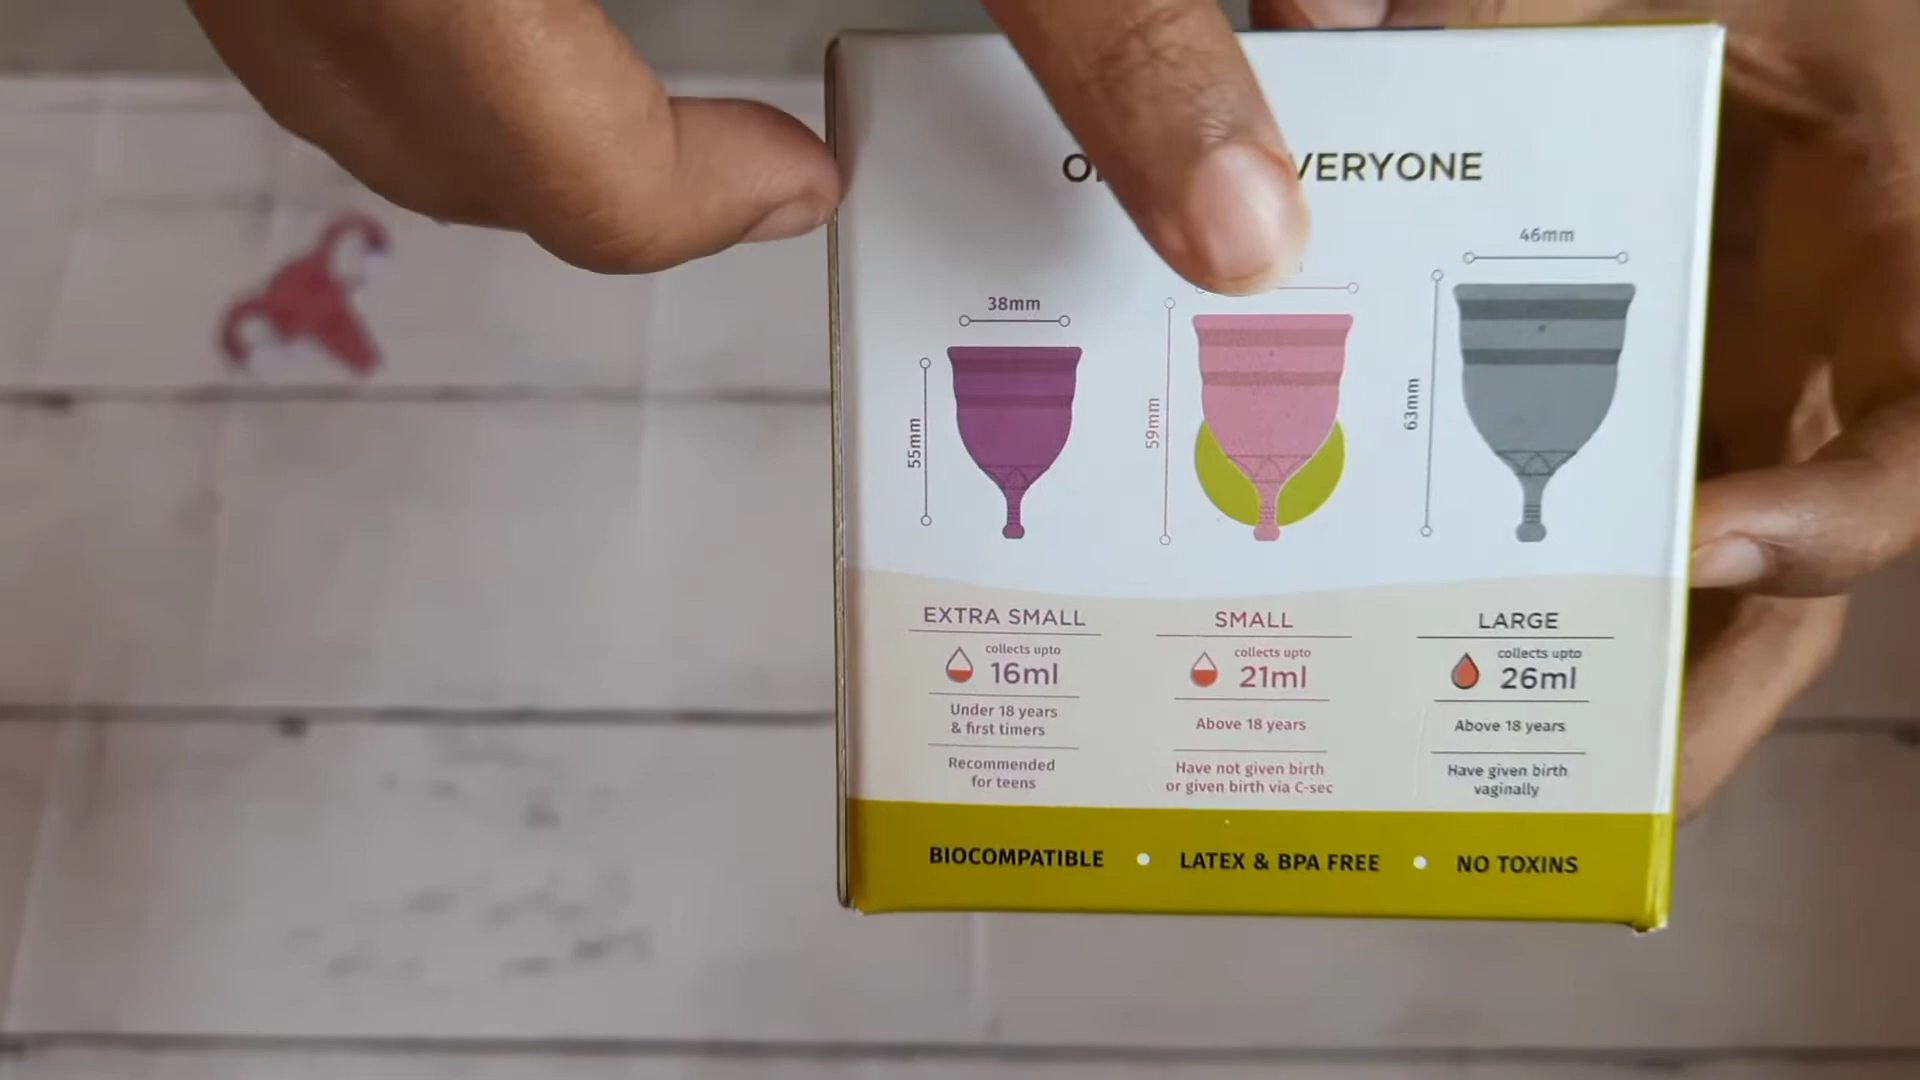 VERYONE
46mm
38mm
55mm
59mm
63mm
EXTRA SMALL
collects upto
16ml
Under 18 years
& first timers
Recommended
for teens
SMALL
collects upto
21ml
Above 18 years
Have not given birth
or given birth via C-sec
LARGE
collects upto
26ml
Above 18 years
Have given birth
vaginally
BIOCOMPATIBLE • LATEX & BPA FREE • NO TOXINS